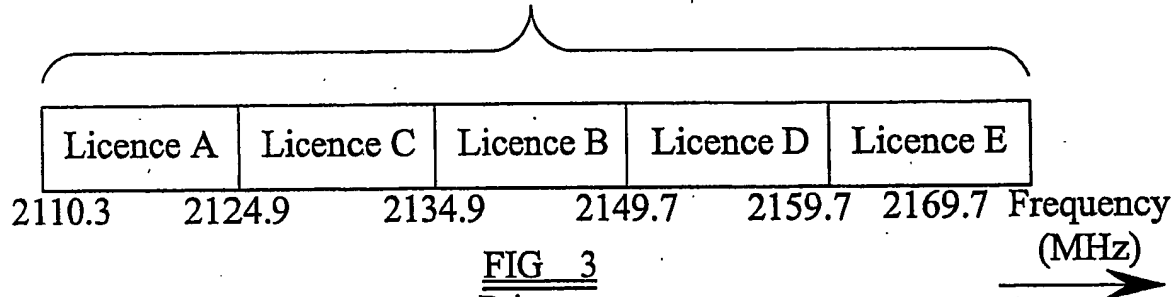 Licence A Licence C Licence B Licence D Licence E
2110.3 2124.9 2134.9 2149.7 2159.7 2169.7 Frequency
(MHz)
FIG 3